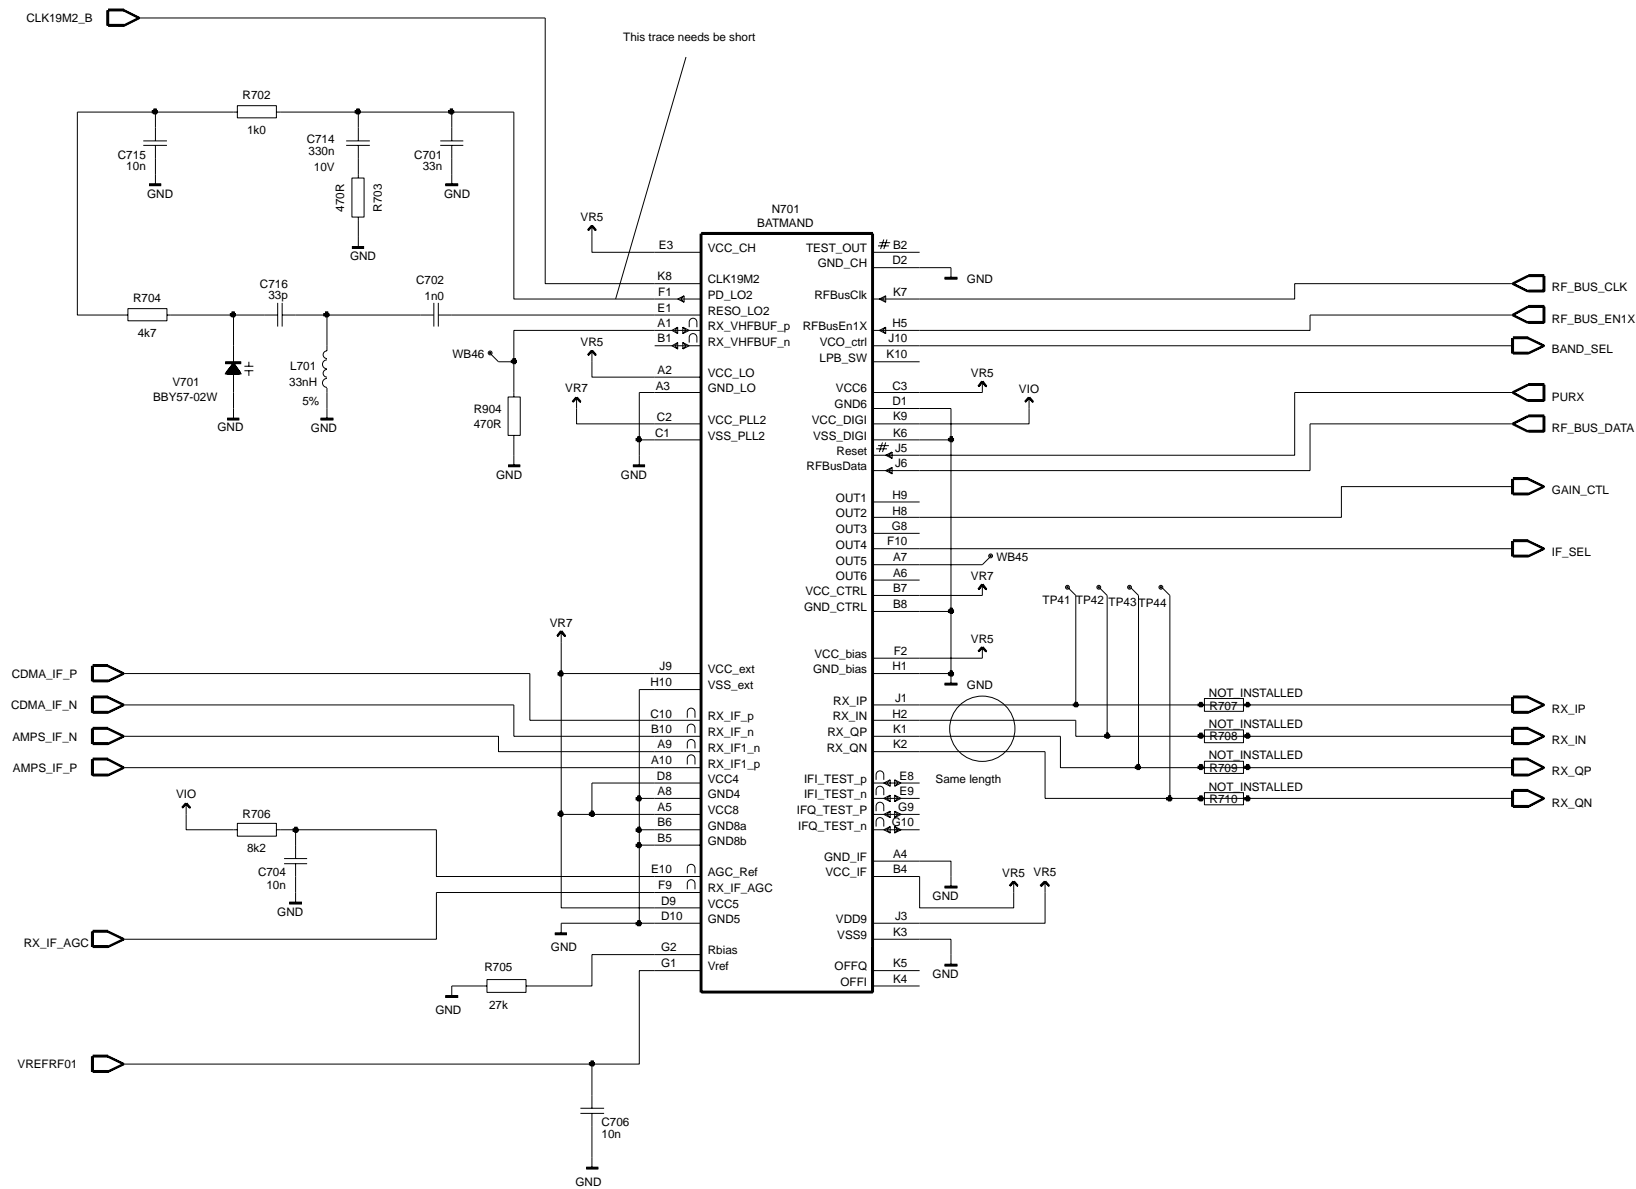 CLK19M2_B
This trace needs be short
R702
1k0
C715
10n
GND
C714
330n
10V
470R
R703
GND
C701
33n
GND
R704
4k7
C716
33p
C702
1n0
V701
BBY57-02W
GND
L701
33nH
5%
GND
WB46
R904
470R
GND
VR5
VR5
VR7
GND
N701
BATMAND
E3 VCC_CH
K8 CLK19M2
F1 PD_LO2
E1 RESO_LO2
A1 RX_VHFBUF_p
B1 RX_VHFBUF_n
A2 VCC_LO
A3 GND_LO
C2 VCC_PLL2
C1 VSS_PLL2
VR7
J9 VCC_ext
H10 VSS_ext
C10 RX_IF_p
B10 RX_IF_n
A9 RX_IF1_n
A10 RX_IF1_p
D8 VCC4
A8 GND4
A5 VCC8
B6 GND8a
B5 GND8b
E10 AGC_Ref
F9 RX_IF_AGC
D9 VCC5
D10 GND5
G2 Rbias
G1 Vref
CDMA_IF_P
CDMA_IF_N
AMPS_IF_N
AMPS_IF_P
VIO
R706
8k2
C704
10n
GND
RX_IF_AGC
GND
R705
27k
GND
VREFRF01
C706
10n
GND
TEST_OUT # B2
GND_CH D2
GND
RFBusClk K7
RFBusEn1X H5
VCO_ctrl J10
LPB_SW K10
VCC6 C3
VR5
GND6 D1
VCC_DIGI K9
VIO
VSS_DIGI K6
Reset # J5
RFBusData J6
OUT1 H9
OUT2 H8
OUT3 G8
OUT4 F10
OUT5 A7
WB45
OUT6 A6
VCC_CTRL B7
VR7
GND_CTRL B8
VCC_bias F2
VR5
GND_bias H1
GND
RX_IP J1
RX_IN H2
RX_QP K1
RX_QN K2
Same length
IFI_TEST_p E8
IFI_TEST_n E9
IFQ_TEST_P G9
IFQ_TEST_n G10
GND_IF A4
VCC_IF B4
GND
VR5
VR5
VDD9 J3
VSS9 K3
GND
OFFQ K5
OFFI K4
TP41
TP42
TP43
TP44
NOT_INSTALLED
R707
NOT_INSTALLED
R708
NOT_INSTALLED
R709
NOT_INSTALLED
R710
RF_BUS_CLK
RF_BUS_EN1X
BAND_SEL
PURX
RF_BUS_DATA
GAIN_CTL
IF_SEL
RX_IP
RX_IN
RX_QP
RX_QN